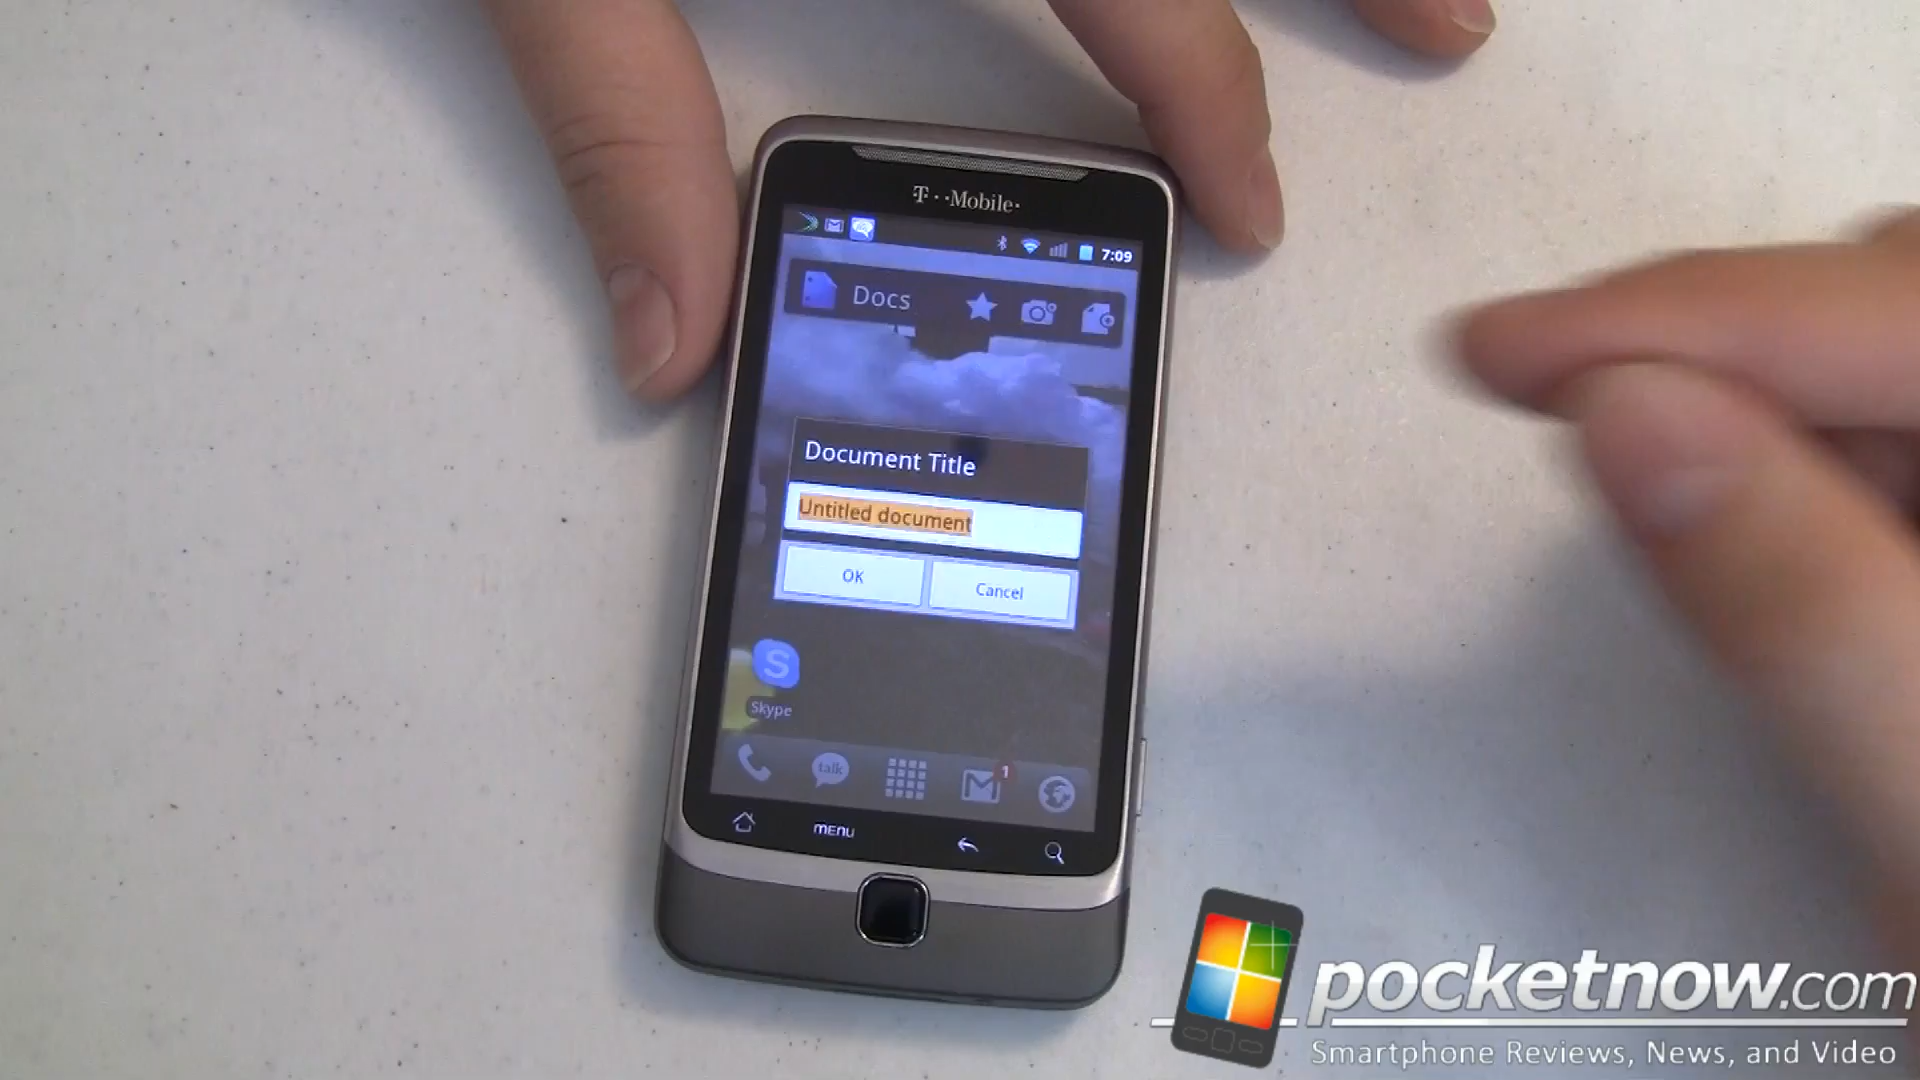 T··Mobile·
7:09
Docs
Document Title
Untitled document
OK
Cancel
S
Skype
talk
1
menu
pocketnow.com
Smartphone Reviews, News, and Video